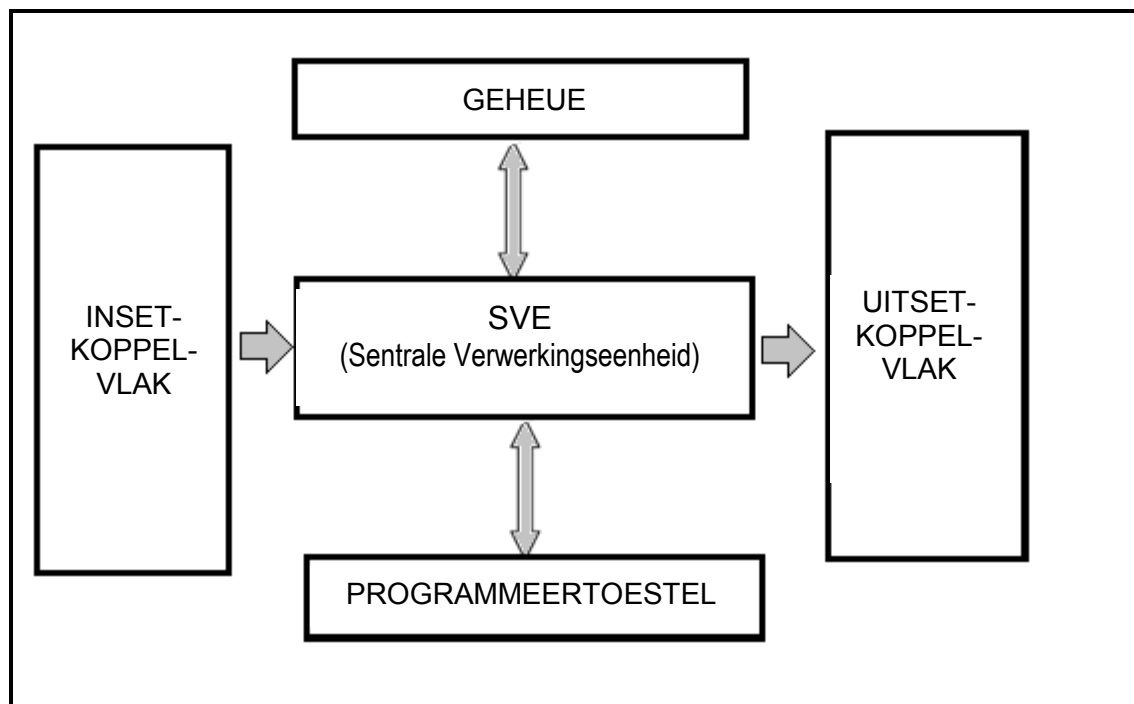 GEHEUE
INSET-
KOPPEL-
VLAK
SVE
(Sentrale Verwerkingseenheid)
UITSET-
KOPPEL-
VLAK
PROGRAMMEERTOESTEL